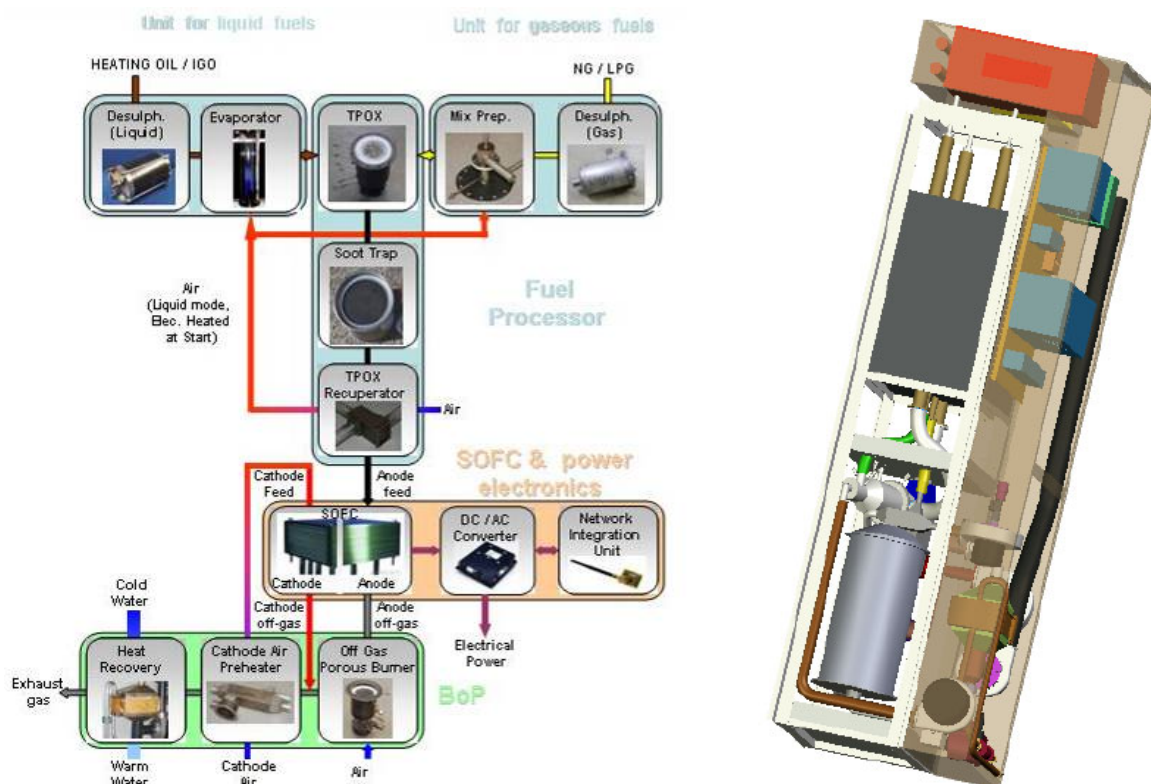 Unit for liquid fuels
Unit for gaseous fuels
HEATING OIL / IGO
NG / LPG
Desulph.
(Liquid)
Evaporator
TPOX
Mix Prep.
Desulph.
(Gas)
Soot Trap
Air
(Liquid mode,
Elec. Heated
at Start)
Fuel
Processor
TPOX
Recuperator
Air
SOFC & power
electronics
Cathode
Feed
Anode
feed
SOFC
Cathode
Anode
DC / AC
Converter
Network
Integration
Unit
Cold
Water
Cathode
off-gas
Anode
off-gas
Electrical
Power
Heat
Recovery
Cathode Air
Preheater
Off Gas
Porous Burner
BoP
Exhaust
gas
Warm
Water
Cathode
Air
Air